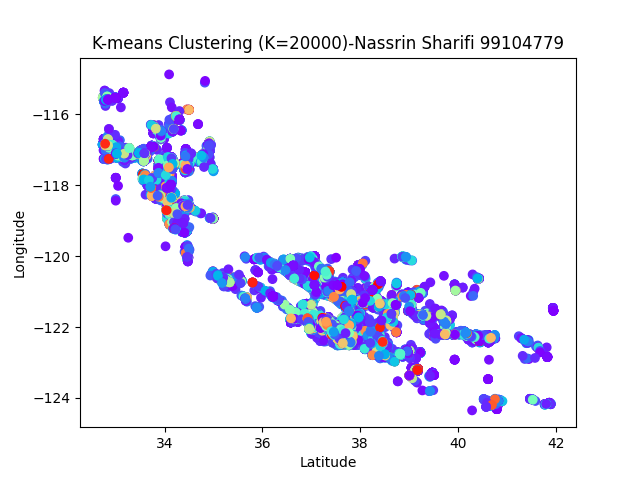 K-means Clustering (K=20000)-Nassrin Sharifi 99104779
−116
−118
−120
−122
−124
Longitude
34 36 38 40 42
Latitude